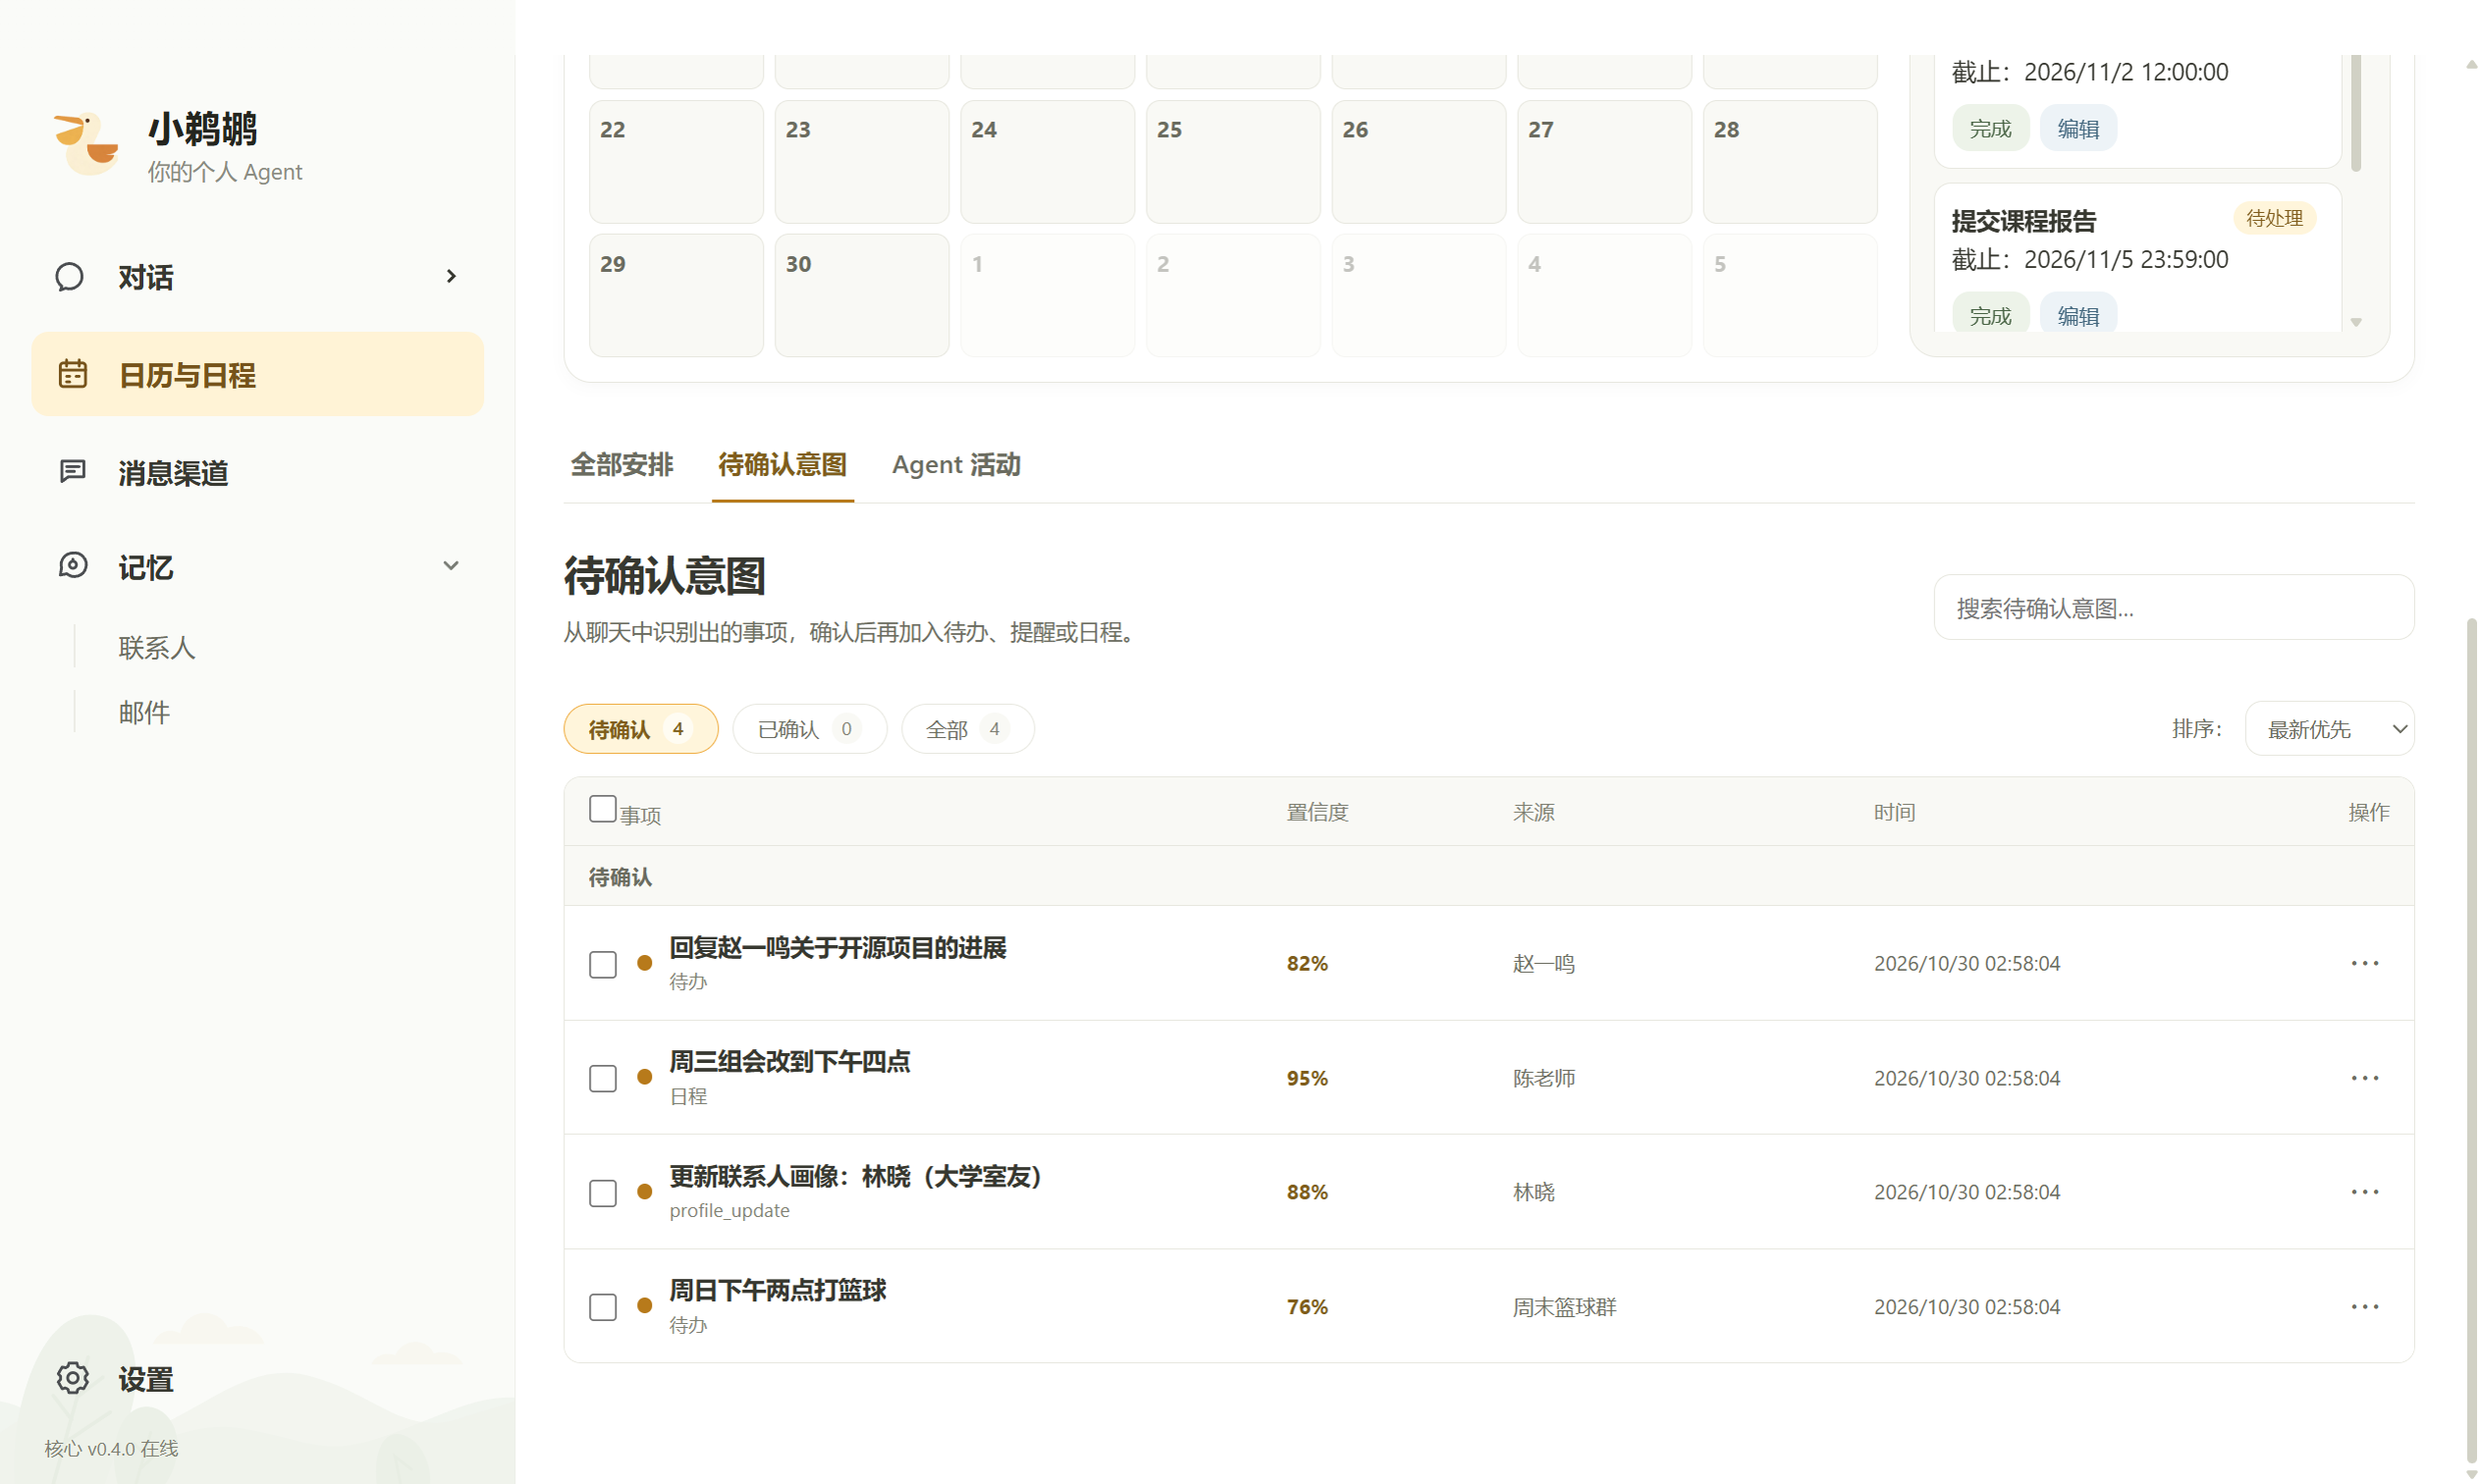 小鹈鹕
你的个人 Agent
对话
日历与日程
消息渠道
记忆
联系人
邮件
设置
核心 v0.4.0 在线
22 23 24 25 26 27 28
29 30 1 2 3 4 5
截止：2026/11/2 12:00:00
完成 编辑
提交课程报告 待处理
截止：2026/11/5 23:59:00
完成 编辑
全部安排 待确认意图 Agent 活动
待确认意图
从聊天中识别出的事项，确认后再加入待办、提醒或日程。
搜索待确认意图...
待确认 4 已确认 0 全部 4
排序： 最新优先
事项 置信度 来源 时间 操作
待确认
回复赵一鸣关于开源项目的进展
待办
82% 赵一鸣 2026/10/30 02:58:04
周三组会改到下午四点
日程
95% 陈老师 2026/10/30 02:58:04
更新联系人画像：林晓（大学室友）
profile_update
88% 林晓 2026/10/30 02:58:04
周日下午两点打篮球
待办
76% 周末篮球群 2026/10/30 02:58:04